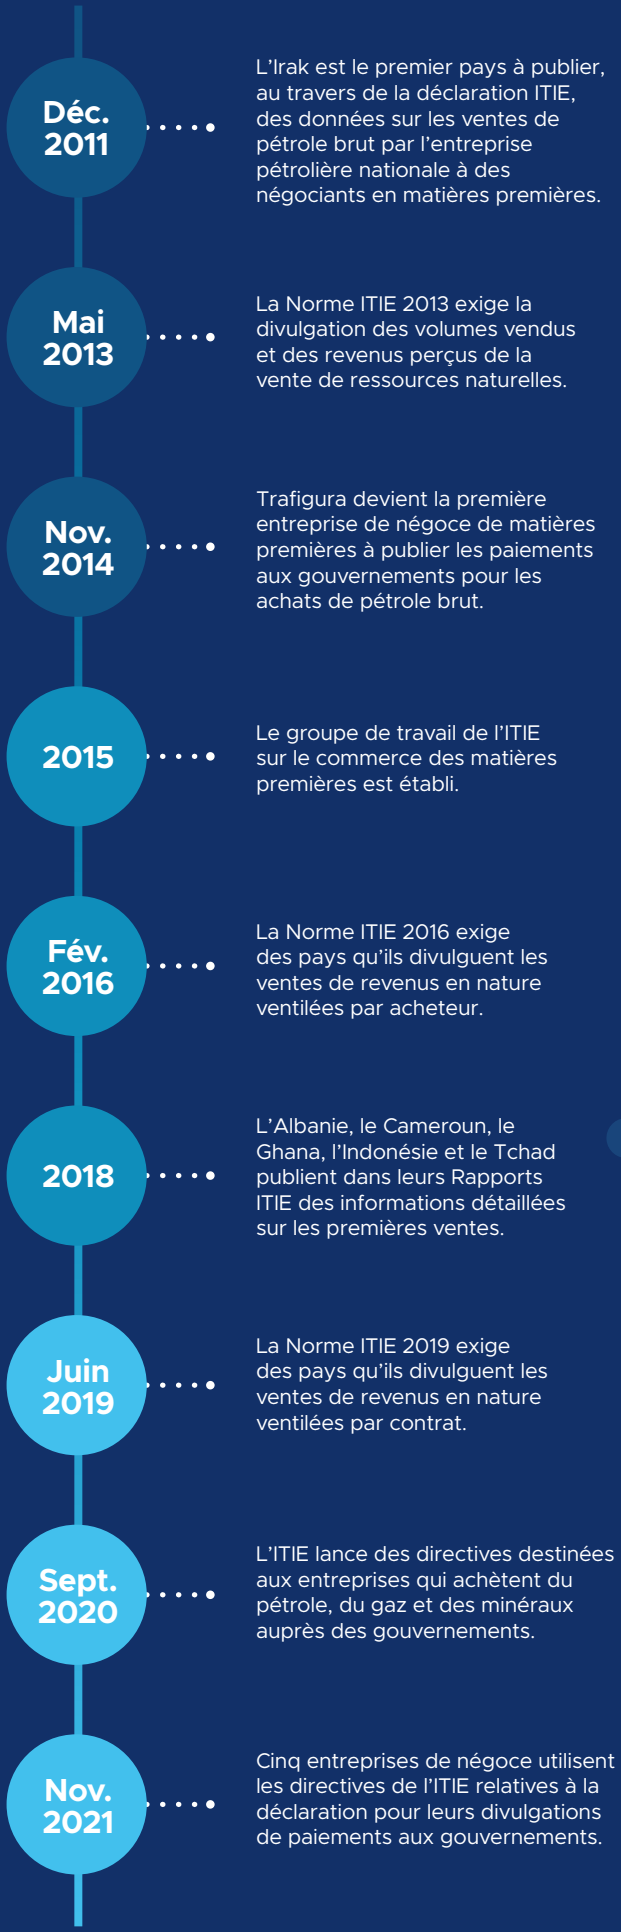 Déc.
2011
L’Irak est le premier pays à publier,
au travers de la déclaration ITIE,
des données sur les ventes de
pétrole brut par l’entreprise
pétrolière nationale à des
négociants en matières premières.
Mai
2013
La Norme ITIE 2013 exige la
divulgation des volumes vendus
et des revenus perçus de la
vente de ressources naturelles.
Nov.
2014
Trafigura devient la première
entreprise de négoce de matières
premières à publier les paiements
aux gouvernements pour les
achats de pétrole brut.
2015
Le groupe de travail de l’ITIE
sur le commerce des matières
premières est établi.
Fév.
2016
La Norme ITIE 2016 exige
des pays qu’ils divulguent les
ventes de revenus en nature
ventilées par acheteur.
2018
L’Albanie, le Cameroun, le
Ghana, l’Indonésie et le Tchad
publient dans leurs Rapports
ITIE des informations détaillées
sur les premières ventes.
Juin
2019
La Norme ITIE 2019 exige
des pays qu’ils divulguent les
ventes de revenus en nature
ventilées par contrat.
Sept.
2020
L’ITIE lance des directives destinées
aux entreprises qui achètent du
pétrole, du gaz et des minéraux
auprès des gouvernements.
Nov.
2021
Cinq entreprises de négoce utilisent
les directives de l’ITIE relatives à la
déclaration pour leurs divulgations
de paiements aux gouvernements.